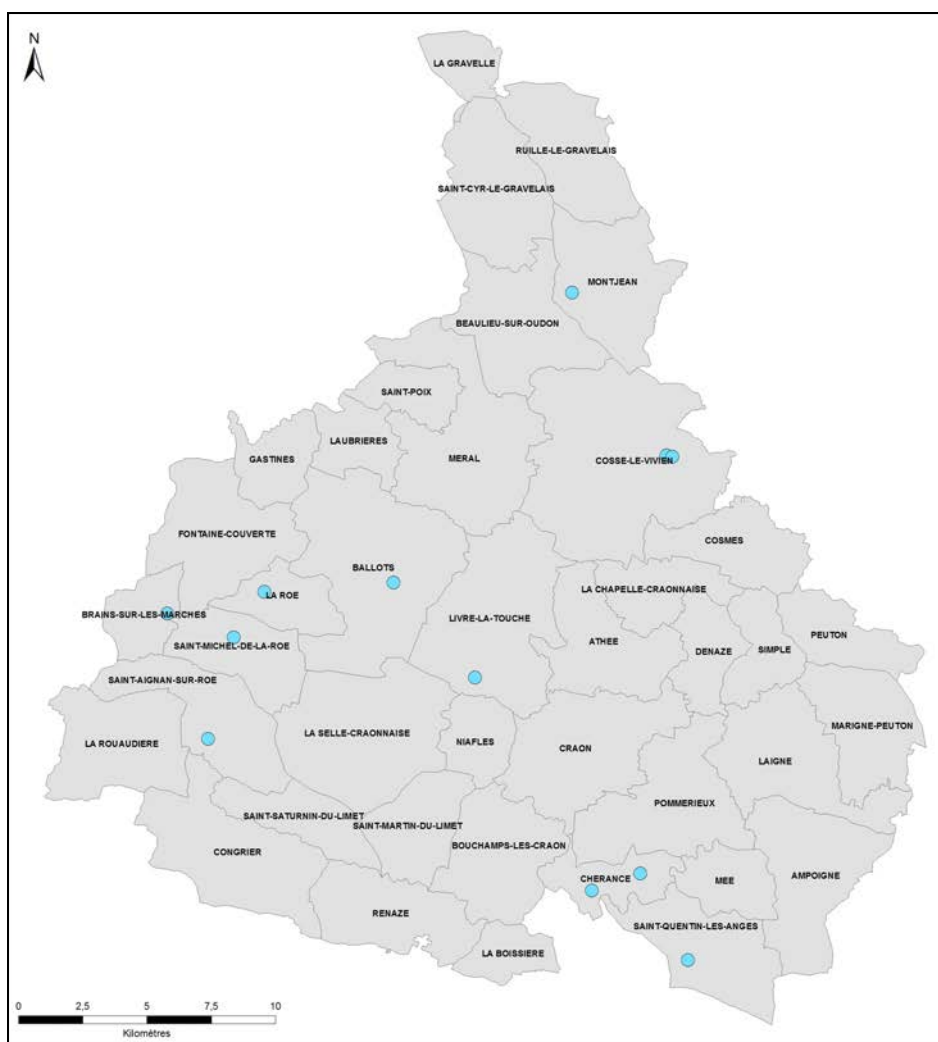 N
LA GRAVELLE
RUILLE-LE-GRAVELAIS
SAINT-CYR-LE-GRAVELAIS
MONTJEAN
BEAULIEU-SUR-OUDON
SAINT-POIX
LAUBRIERES
GASTINES
MERAL
COSSE-LE-VIVIEN
FONTAINE-COUVERTE
COSMES
BALLOTS
LA CHAPELLE-CRAONNAISE
LA ROE
BRAINS-SUR-LES-MARCHES
LIVRE-LA-TOUCHE
PEUTON
SAINT-MICHEL-DE-LA-ROE
ATHEE
DENAZE
SIMPLE
SAINT-AIGNAN-SUR-ROE
MARIGNE-PEUTON
LA SELLE-CRAONNAISE
LA ROUAUDIERE
NIAFLES
CRAON
LAIGNE
POMMERIEUX
SAINT-SATURNIN-DU-LIMET
SAINT-MARTIN-DU-LIMET
BOUCHAMPS-LES-CRAON
CONGRIER
CHERANCE
MEE
AMPOIGNE
RENAZE
SAINT-QUENTIN-LES-ANGES
LA BOISSIERE
0 2,5 5 7,5 10
Kilomètres